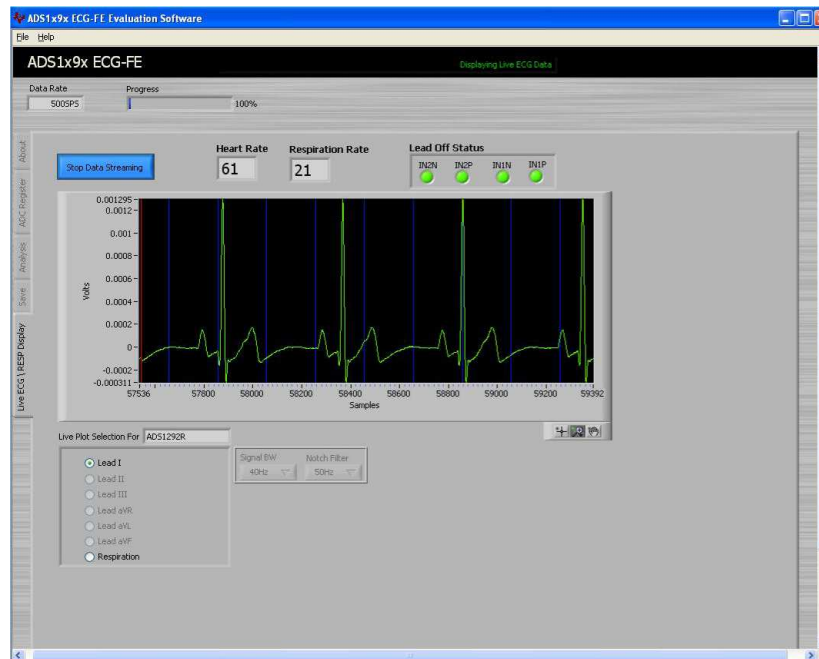 ADS1x9x ECG-FE Evaluation Software
File Help
ADS1x9x ECG-FE
Displaying Live ECG Data
Data Rate
Progress
500SPS
100%
About
ADC Register
Analysis
Save
Live ECG \ RESP Display
Stop Data Streaming
Heart Rate
61
Respiration Rate
21
Lead Off Status
IN2N IN2P IN1N IN1P
Volts
0.001295
0.0012
0.001
0.0008
0.0006
0.0004
0.0002
0
-0.0002
-0.000311
57536 57800 58000 58200 58400 58600 58800 59000 59200 59392
Samples
Live Plot Selection For ADS1292R
Lead I
Lead II
Lead III
Lead aVR
Lead aVL
Lead aVF
Respiration
Signal BW
40Hz
Notch Filter
50Hz